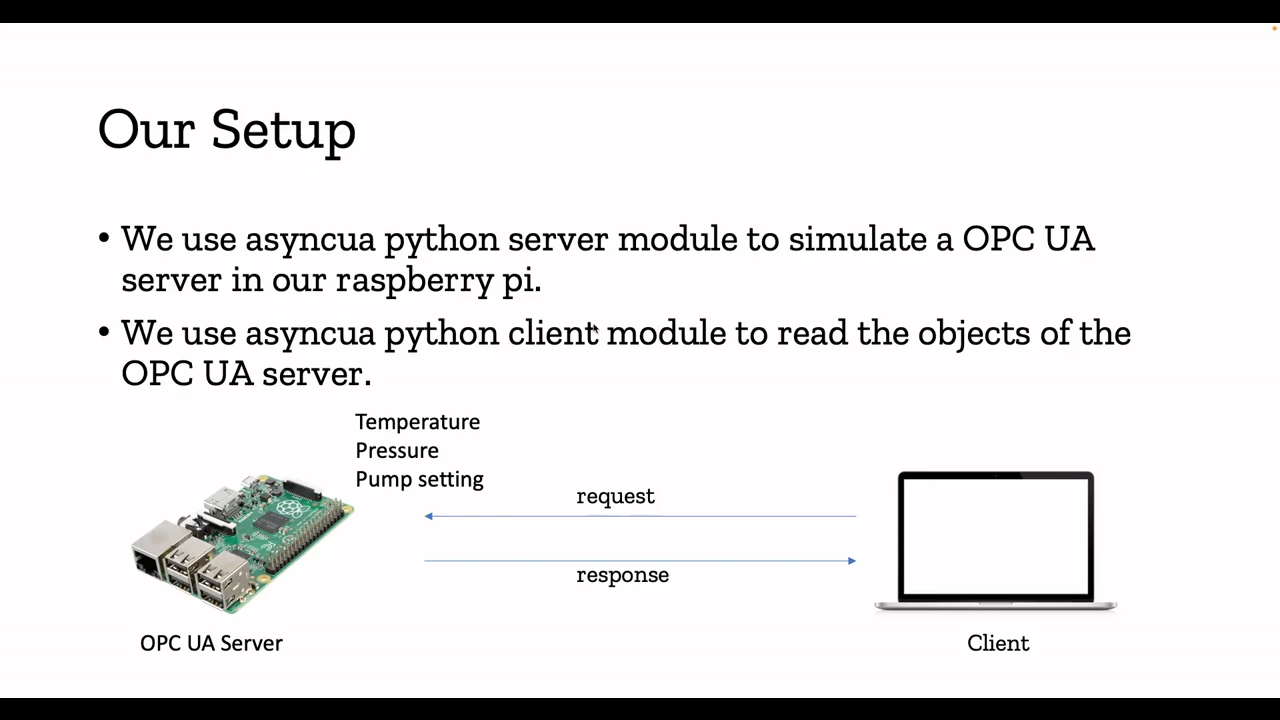 Our Setup
• We use asyncua python server module to simulate a OPC UA
server in our raspberry pi.
• We use asyncua python client module to read the objects of the
OPC UA server.
Temperature
Pressure
Pump setting
request
response
OPC UA Server
Client